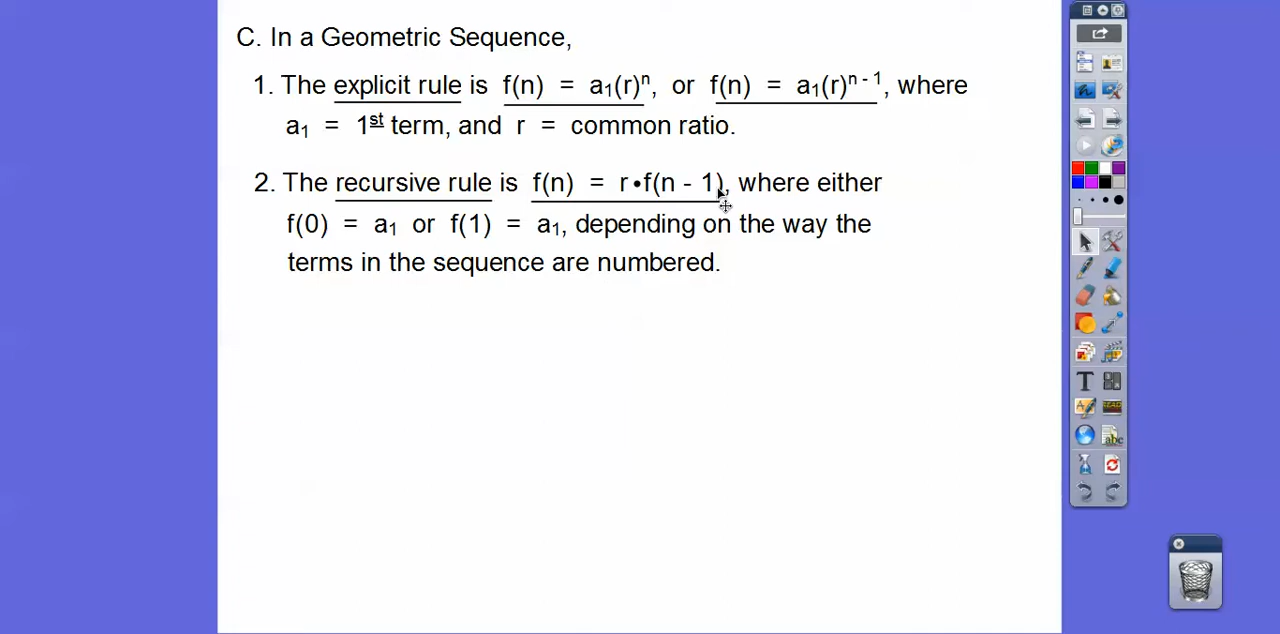 C. In a Geometric Sequence,
1. The explicit rule is f(n) = a₁(r)ⁿ, or f(n) = a₁(r)ⁿ⁻¹, where
a₁ = 1ˢᵗ term, and r = common ratio.
2. The recursive rule is f(n) = r•f(n - 1), where either
f(0) = a₁ or f(1) = a₁, depending on the way the
terms in the sequence are numbered.